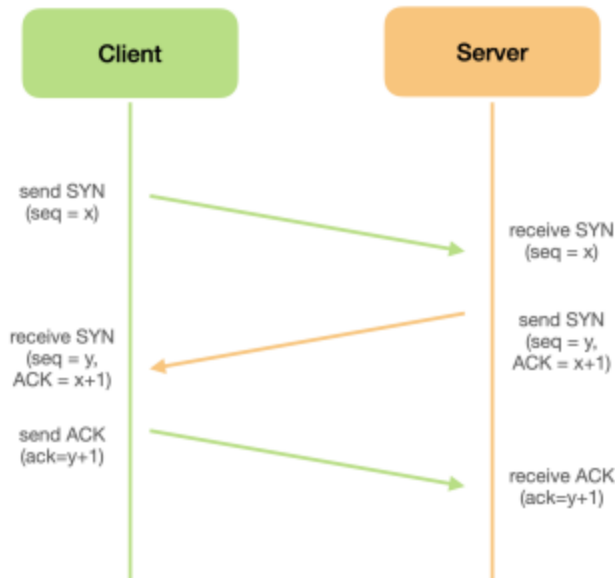 Client
Server
send SYN
(seq = x)
receive SYN
(seq = x)
send SYN
(seq = y,
ACK = x+1)
receive SYN
(seq = y,
ACK = x+1)
send ACK
(ack=y+1)
receive ACK
(ack=y+1)